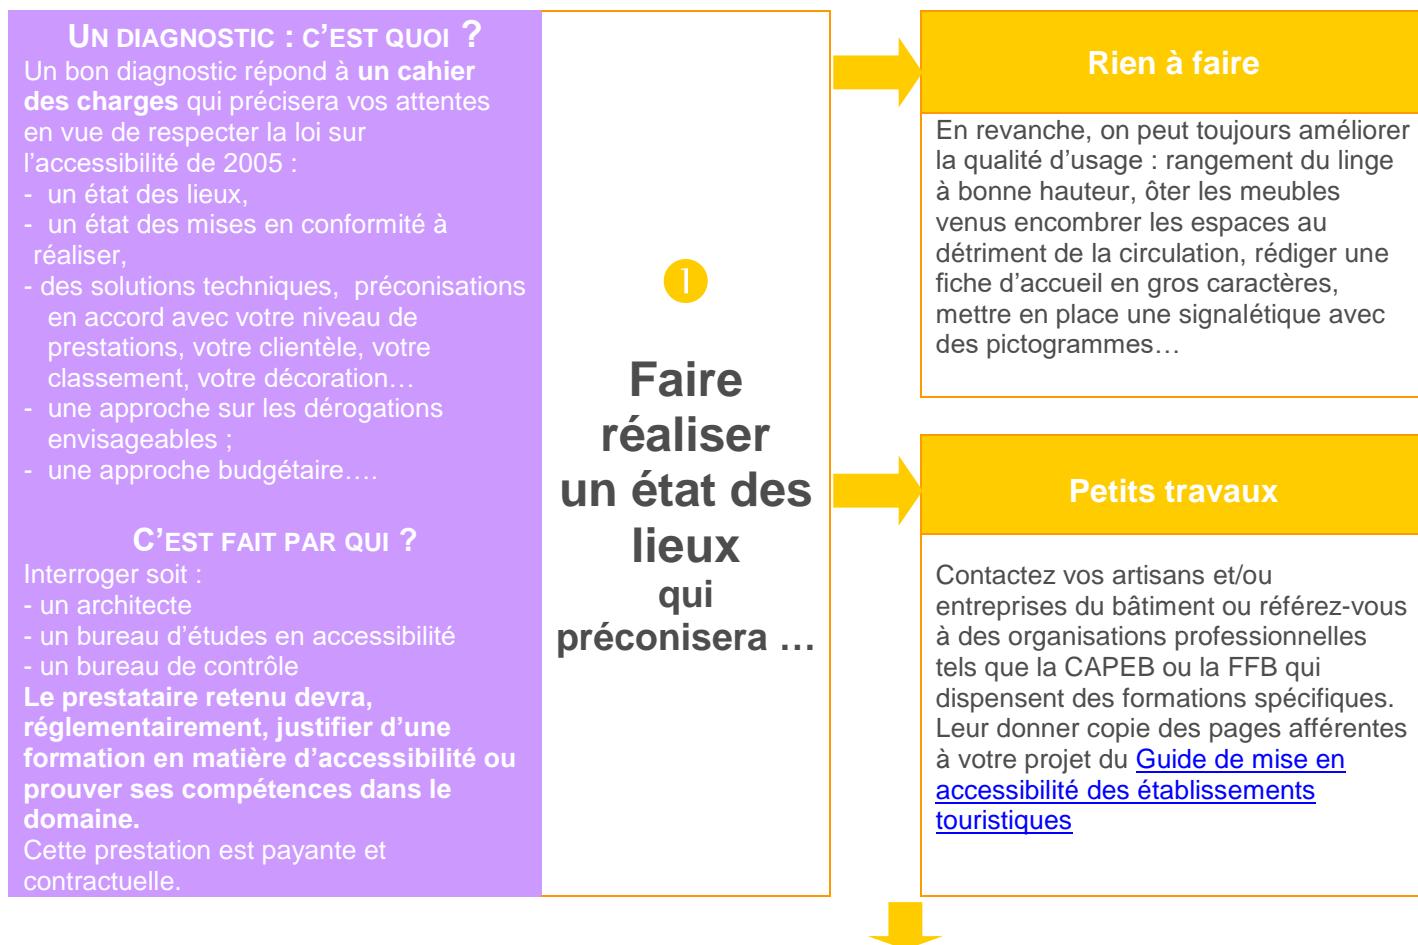 UN DIAGNOSTIC : C’EST QUOI ?
Un bon diagnostic répond à un cahier
des charges qui précisera vos attentes
en vue de respecter la loi sur
l’accessibilité de 2005 :
- un état des lieux,
- un état des mises en conformité à
réaliser,
- des solutions techniques, préconisations
en accord avec votre niveau de
prestations, votre clientèle, votre
classement, votre décoration…
- une approche sur les dérogations
envisageables ;
- une approche budgétaire….
C’EST FAIT PAR QUI ?
Interroger soit :
- un architecte
- un bureau d’études en accessibilité
- un bureau de contrôle
Le prestataire retenu devra,
réglementairement, justifier d’une
formation en matière d’accessibilité ou
prouver ses compétences dans le
domaine.
Cette prestation est payante et
contractuelle.
❶
Faire
réaliser
un état des
lieux
qui
préconisera …
Rien à faire
En revanche, on peut toujours améliorer
la qualité d’usage : rangement du linge
à bonne hauteur, ôter les meubles
venus encombrer les espaces au
détriment de la circulation, rédiger une
fiche d’accueil en gros caractères,
mettre en place une signalétique avec
des pictogrammes…
Petits travaux
Contactez vos artisans et/ou
entreprises du bâtiment ou référez-vous
à des organisations professionnelles
tels que la CAPEB ou la FFB qui
dispensent des formations spécifiques.
Leur donner copie des pages afférentes
à votre projet du Guide de mise en
accessibilité des établissements
touristiques